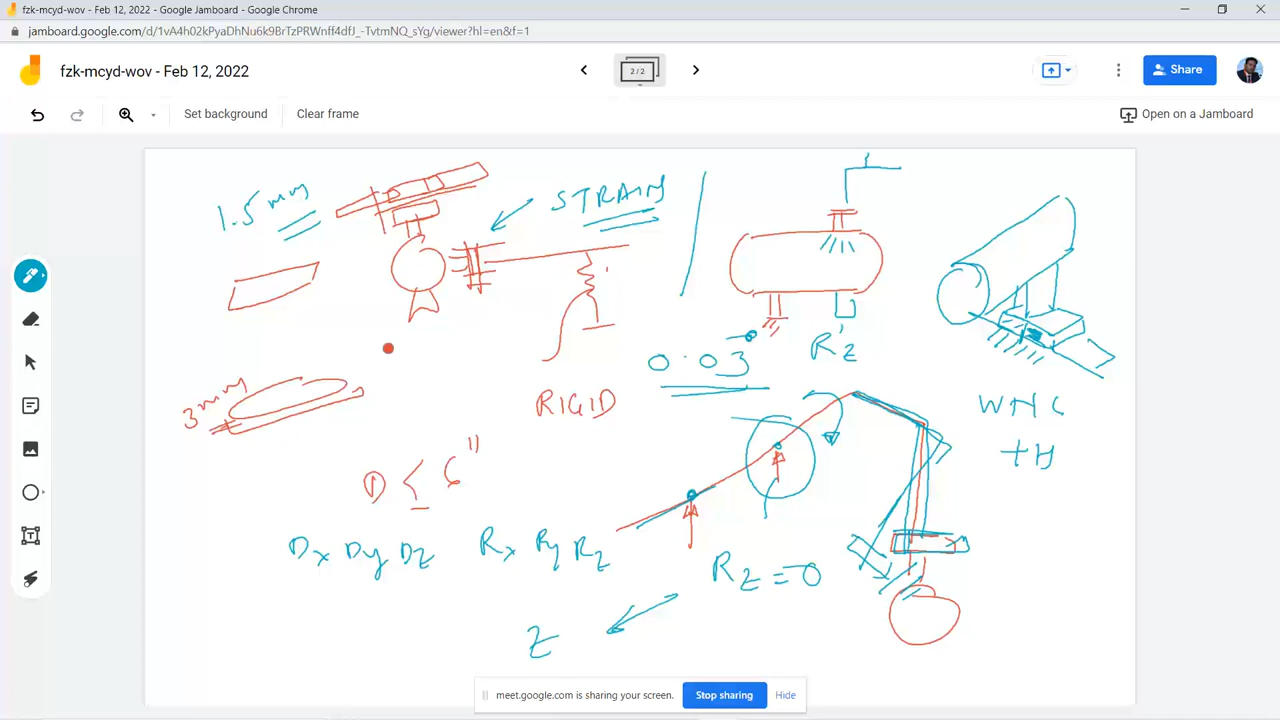 fzk-mcyd-wov - Feb 12, 2022 - Google Jamboard - Google Chrome
jamboard.google.com/d/1vA4h02kPyaDhNu6k9BrTzPRWnff4dfJ_-TvtmNQ_sYg/viewer?hl=en&f=1
fzk-mcyd-wov - Feb 12, 2022
2 / 2
Share
Set background
Clear frame
Open on a Jamboard
1.5 mm
STRAIN
0.03°
Rz
3 mm
RIGID
WNC
+H
D ≤ 6"
Dx Dy Dz Rx Ry Rz
Rz = 0
Z
meet.google.com is sharing your screen.
Stop sharing
Hide